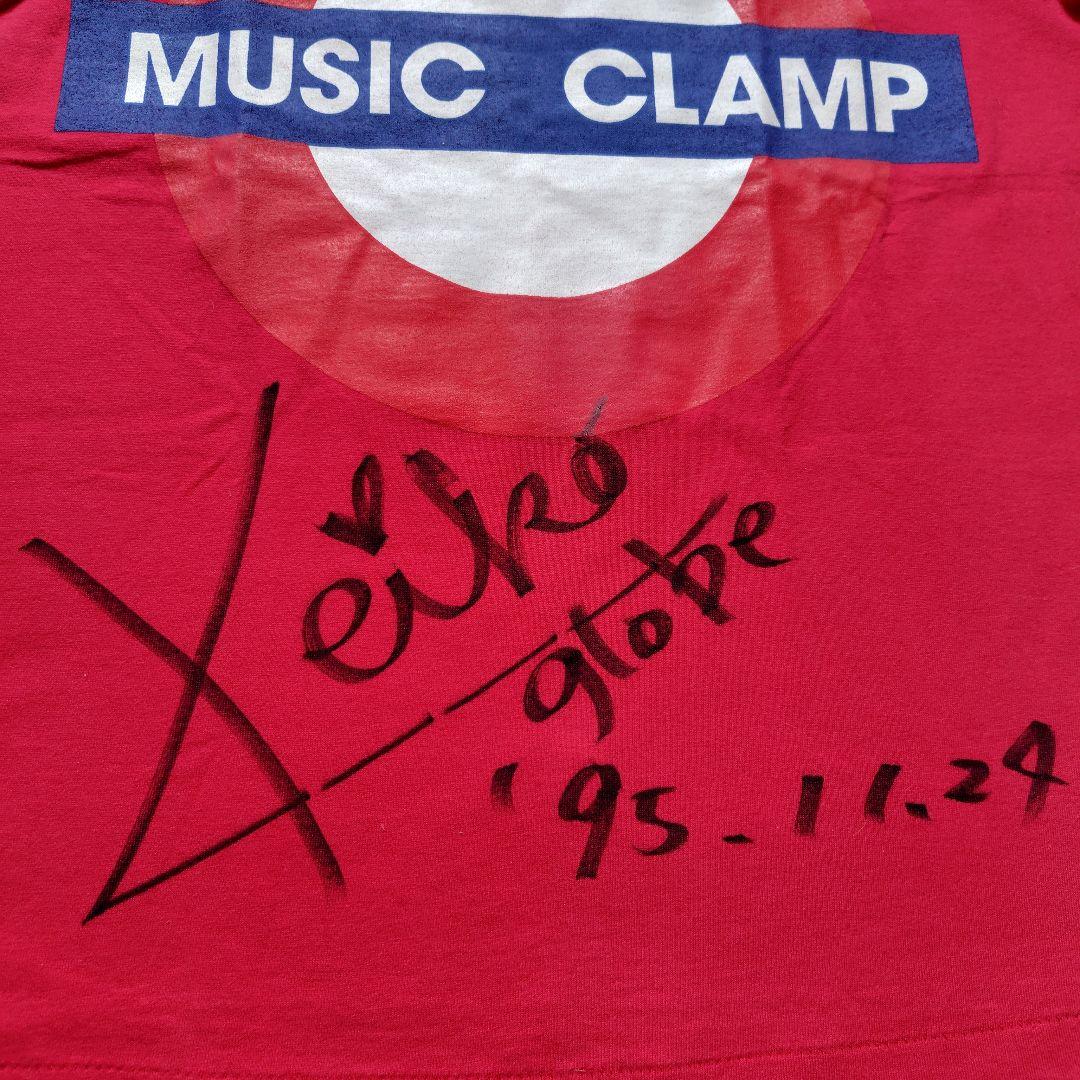 MUSIC CLAMP
Keiko
globe
'95.11.24